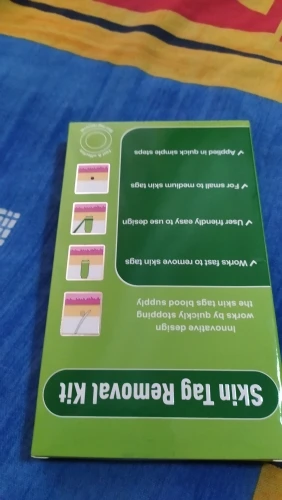 Skin Tag Removal Kit
Innovative design
works by quickly stopping
the skin tags blood supply
✓ Works fast to remove skin tags
✓ User friendly easy to use design
✓ For small to medium skin tags
✓ Applied in quick simple steps